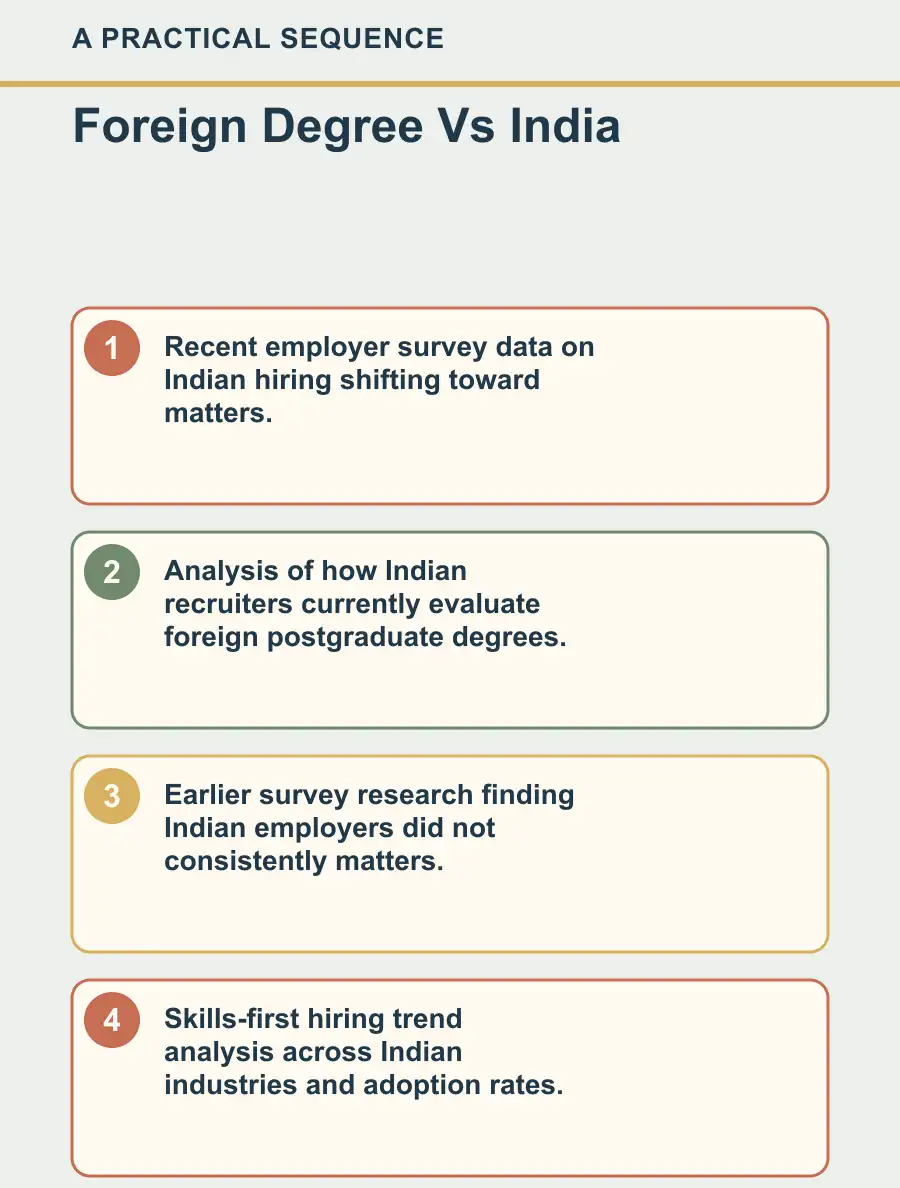 A PRACTICAL SEQUENCE
Foreign Degree Vs India
1
Recent employer survey data on
Indian hiring shifting toward
matters.
2
Analysis of how Indian
recruiters currently evaluate
foreign postgraduate degrees.
3
Earlier survey research finding
Indian employers did not
consistently matters.
4
Skills-first hiring trend
analysis across Indian
industries and adoption rates.